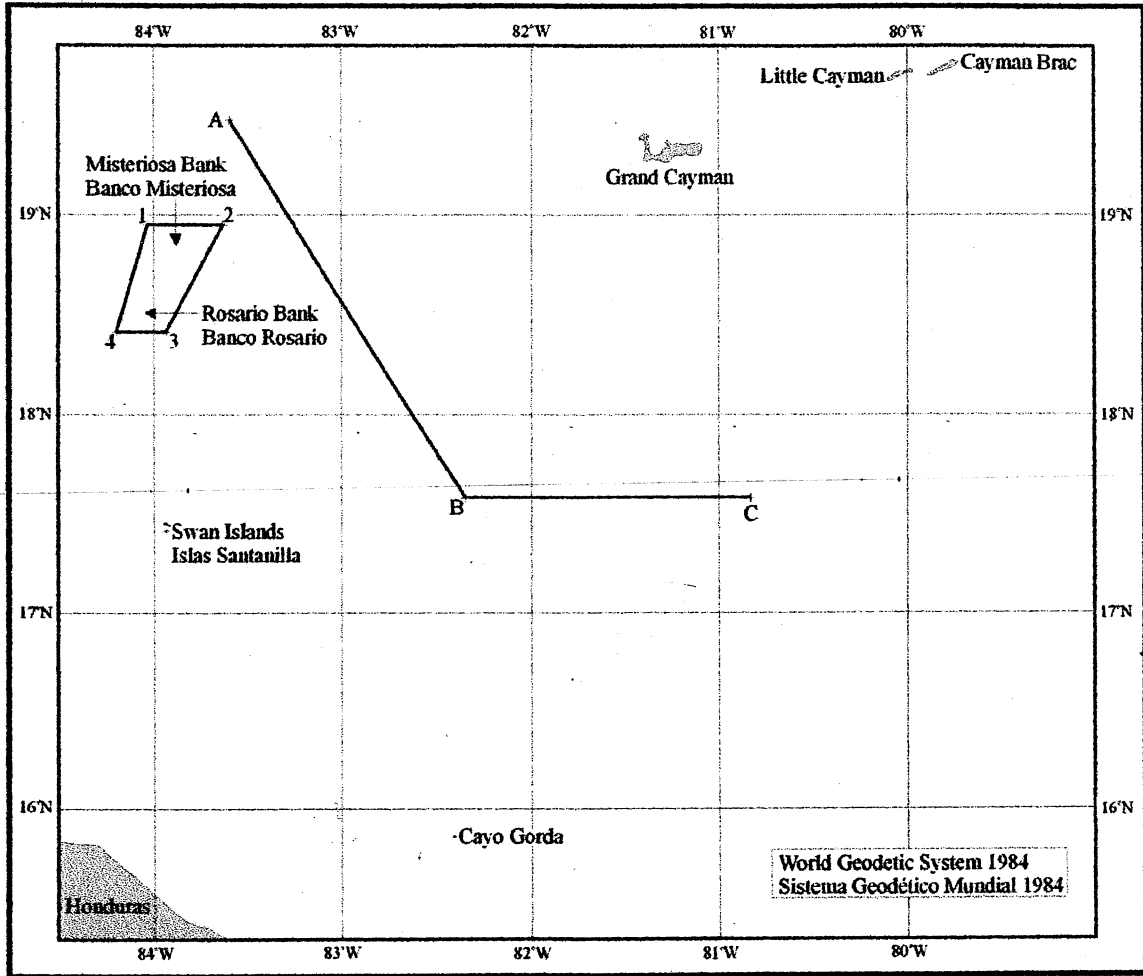 84°W 83°W 82°W 81°W 80°W
Little Cayman
Cayman Brac
A
Misteriosa Bank
Banco Misteriosa
Grand Cayman
19°N
1 2
19°N
Rosario Bank
Banco Rosario
4 3
18°N
18°N
B
C
Swan Islands
Islas Santanilla
17°N
17°N
16°N
16°N
Cayo Gorda
World Geodetic System 1984
Sistema Geodético Mundial 1984
Honduras
84°W 83°W 82°W 81°W 80°W